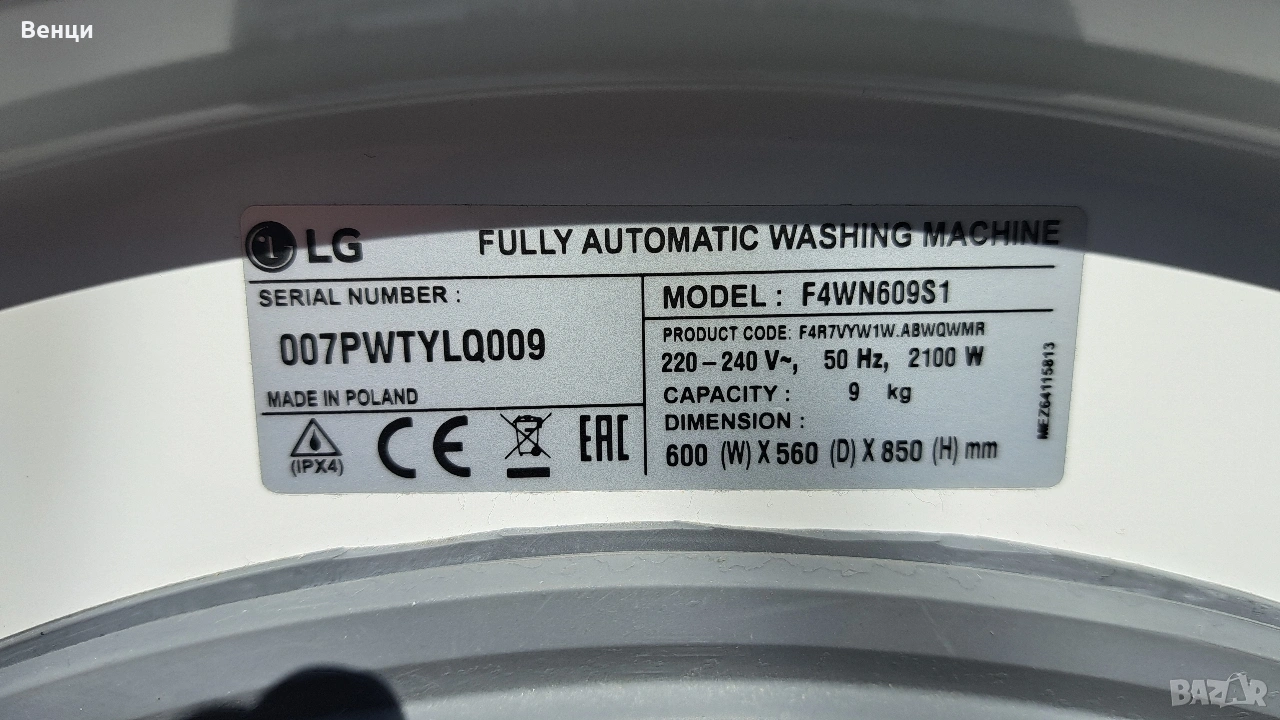 Венци
LG
FULLY AUTOMATIC WASHING MACHINE
SERIAL NUMBER :
007PWTYLQ009
MADE IN POLAND
(IPX4)
CE
EAC
MODEL : F4WN609S1
PRODUCT CODE: F4R7VYW1W.ABWQWMR
220 – 240 V~, 50 Hz, 2100 W
CAPACITY : 9 kg
DIMENSION :
600 (W) X 560 (D) X 850 (H) mm
MEZ64115813
BAZAR